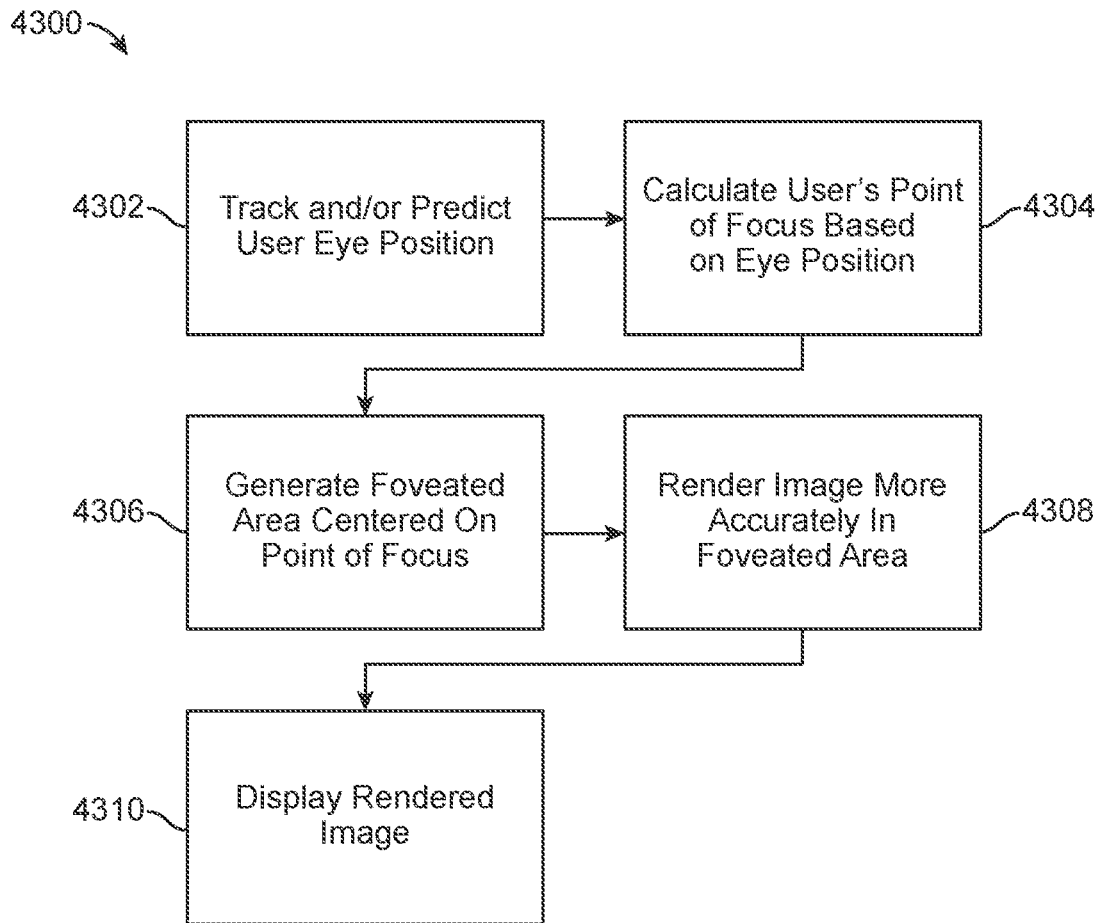 4300
4302
Track and/or Predict
User Eye Position
Calculate User's Point
of Focus Based
on Eye Position
4304
4306
Generate Foveated
Area Centered On
Point of Focus
Render Image More
Accurately In
Foveated Area
4308
4310
Display Rendered
Image